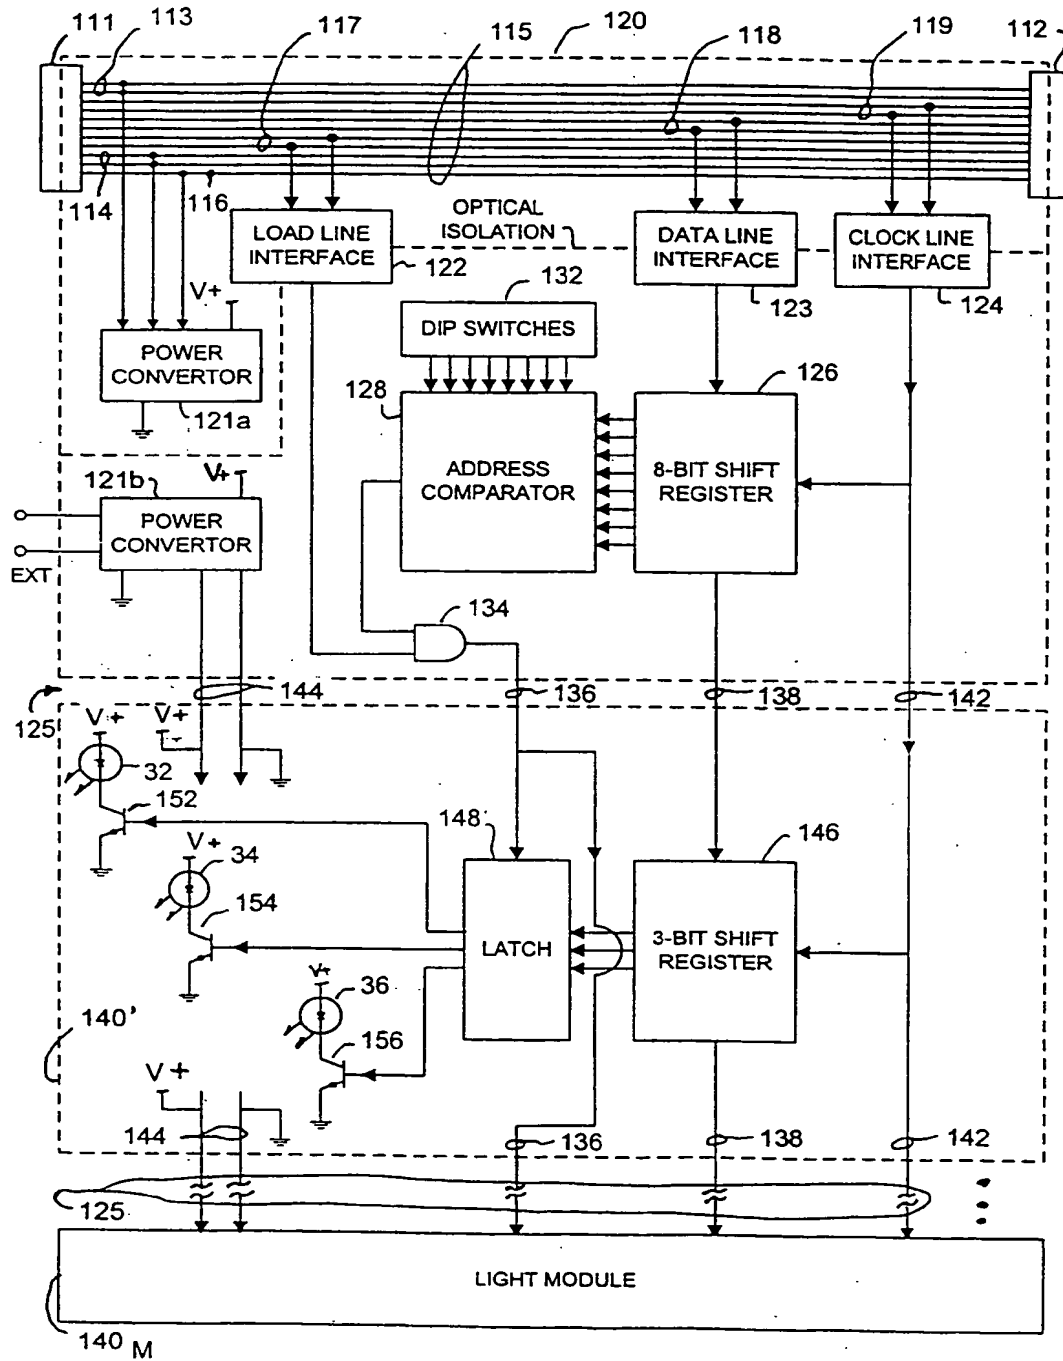 111
113
117
115
120
118
119
112
114
116
OPTICAL
ISOLATION
LOAD LINE
INTERFACE
122
DATA LINE
INTERFACE
123
CLOCK LINE
INTERFACE
124
V+
132
DIP SWITCHES
POWER
CONVERTOR
121a
128
ADDRESS
COMPARATOR
126
8-BIT SHIFT
REGISTER
121b
V+
POWER
CONVERTOR
EXT
134
125
144
136
138
142
V+
V+
32
152
V+
34
154
148
LATCH
146
3-BIT SHIFT
REGISTER
V+
36
156
140'
V+
144
136
138
142
125
LIGHT MODULE
140 M